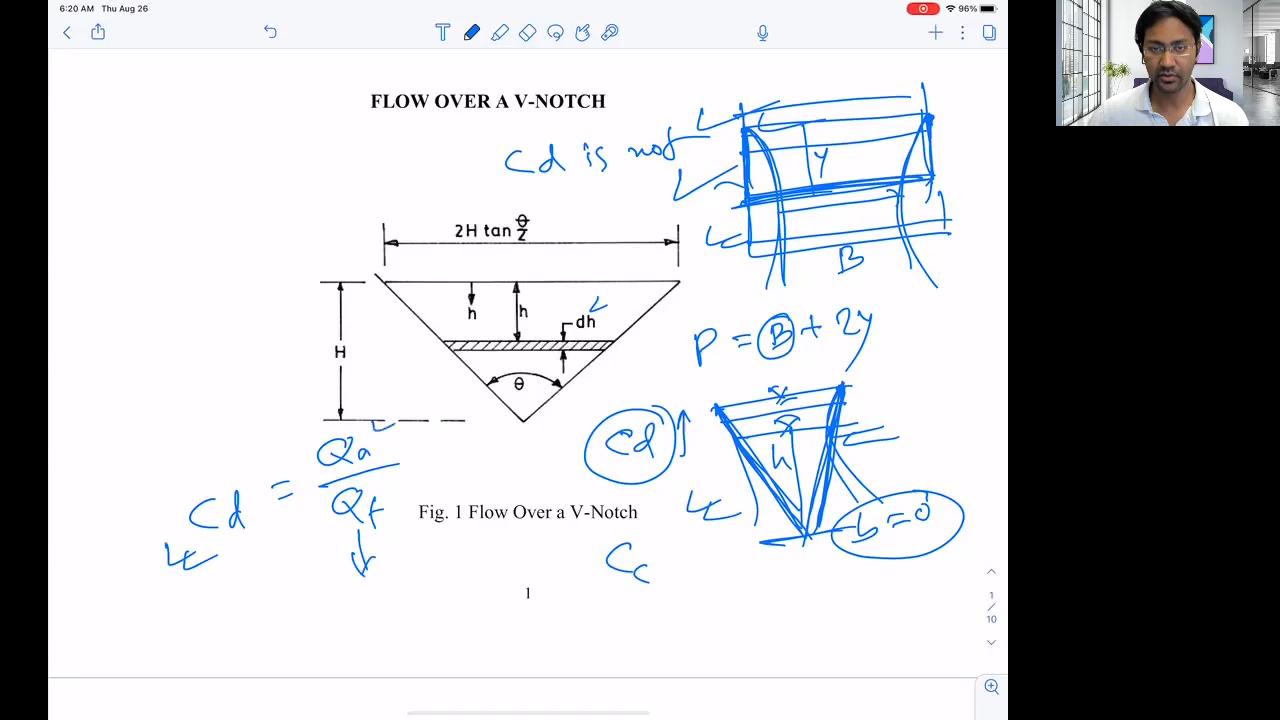 6:20 AM Thu Aug 26
96%
FLOW OVER A V-NOTCH
Cd is not
y
B
2H tan θ/2
h
h
dh
H
θ
P = B + 2y
Cd
h
b = 0
Cd = Qa / Qt
Fig. 1 Flow Over a V-Notch
Cc
1
1
/
10